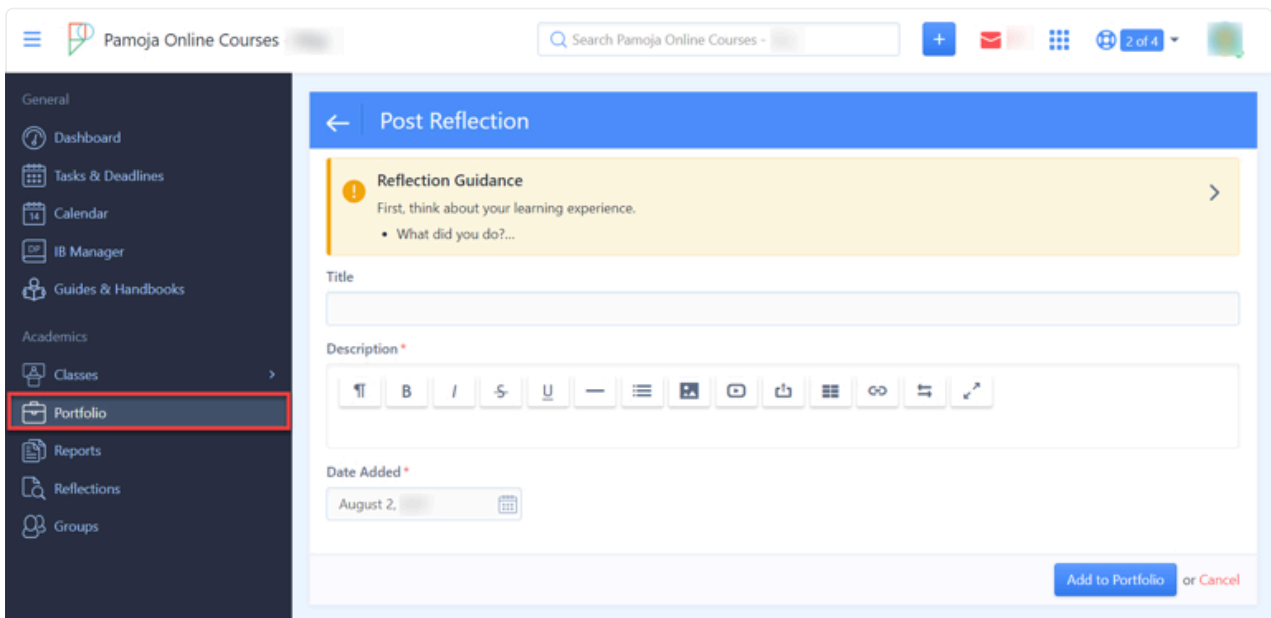 Pamoja Online Courses
Search Pamoja Online Courses -
+
2 of 4
General
Dashboard
Tasks & Deadlines
14
Calendar
DP
IB Manager
Guides & Handbooks
Academics
Classes
Portfolio
Reports
Reflections
Groups
Post Reflection
Reflection Guidance
First, think about your learning experience.
• What did you do?...
Title
Description *
¶ B I S U
Date Added *
August 2,
Add to Portfolio or Cancel